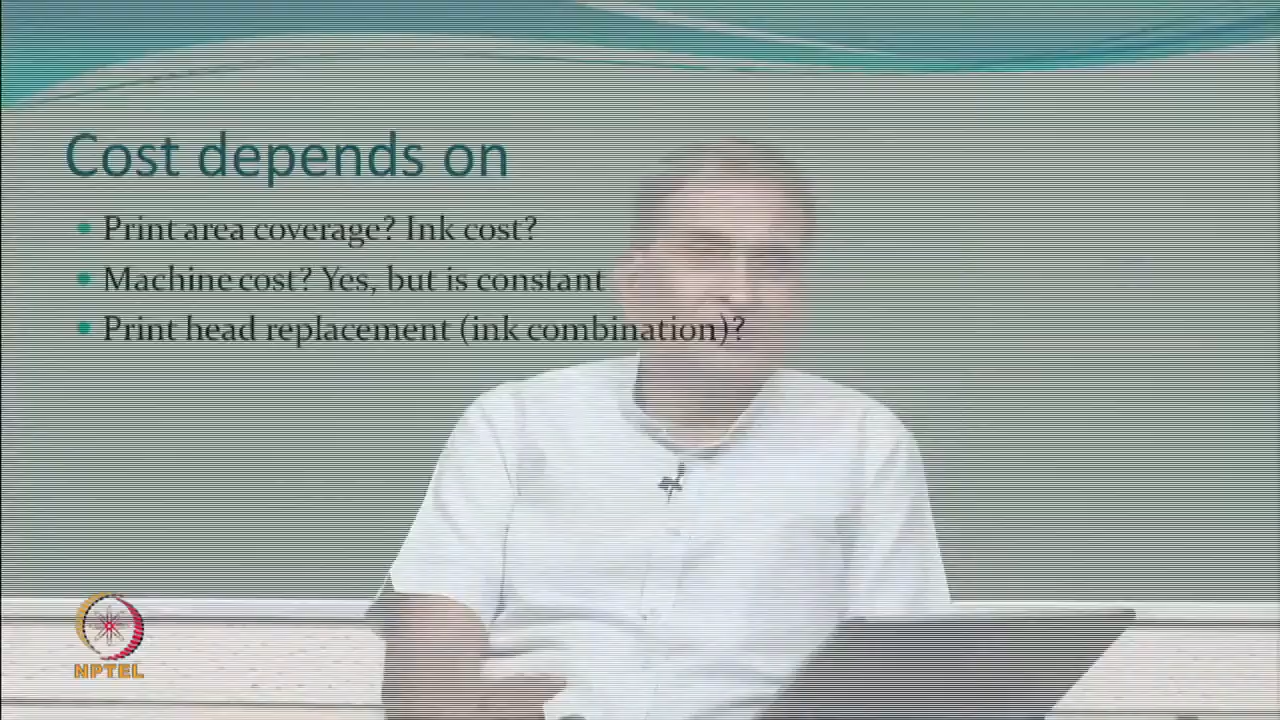 Cost depends on
• Print area coverage? Ink cost?
• Machine cost? Yes, but is constant
• Print head replacement (ink combination)?
NPTEL